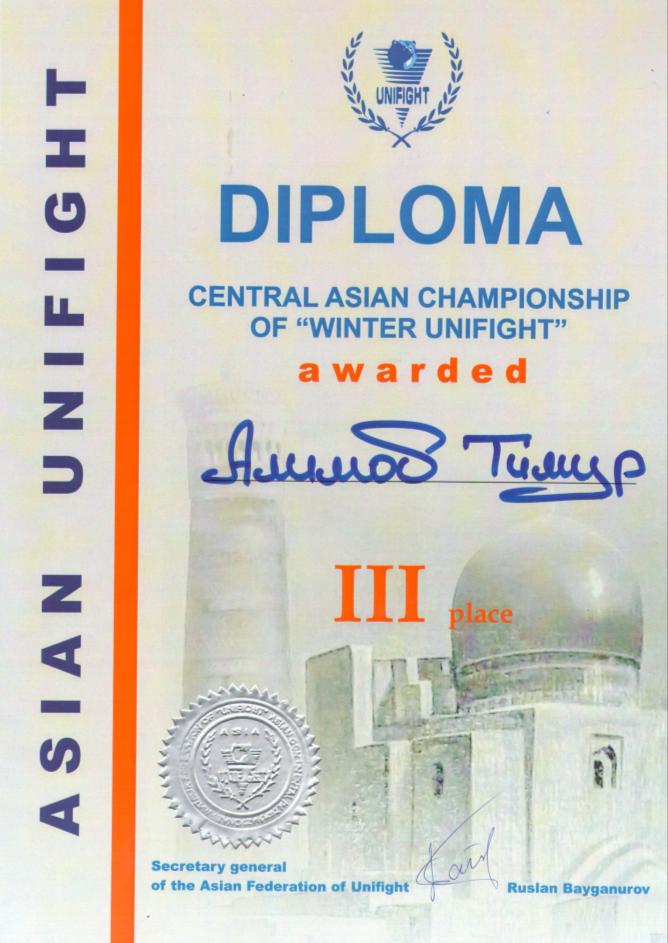 ASIAN UNIFIGHT
UNIFIGHT
DIPLOMA
CENTRAL ASIAN CHAMPIONSHIP
OF “WINTER UNIFIGHT”
awarded
Алимов Тимур
III place
ASIA
UNIFIGHT
Secretary general
of the Asian Federation of Unifight
Ruslan Bayganurov